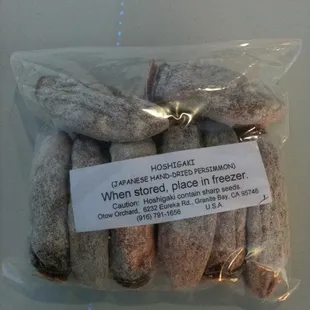 HOSHIGAKI
(JAPANESE HAND-DRIED PERSIMMON)
When stored, place in freezer.
Caution: Hoshigaki contain sharp seeds.
Otow Orchard, 6232 Eureka Rd., Granite Bay, CA 95746
(916) 791-1656 U.S.A.